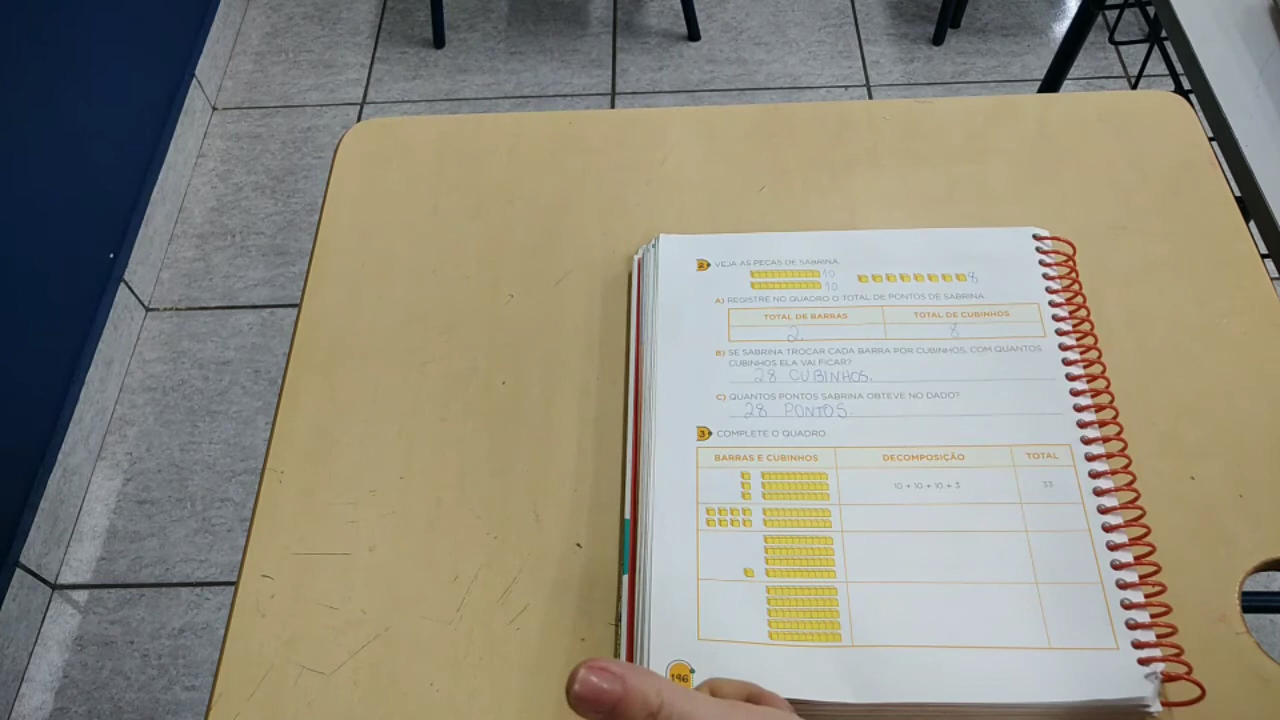 2 VEJA AS PEÇAS DE SABRINA.
10
10
8
A) REGISTRE NO QUADRO O TOTAL DE PONTOS DE SABRINA.
TOTAL DE BARRAS TOTAL DE CUBINHOS
2 8
B) SE SABRINA TROCAR CADA BARRA POR CUBINHOS, COM QUANTOS
CUBINHOS ELA VAI FICAR?
28 CUBINHOS.
C) QUANTOS PONTOS SABRINA OBTEVE NO DADO?
28 PONTOS
3 COMPLETE O QUADRO.
BARRAS E CUBINHOS DECOMPOSIÇÃO TOTAL
10 + 10 + 10 + 3 33
196